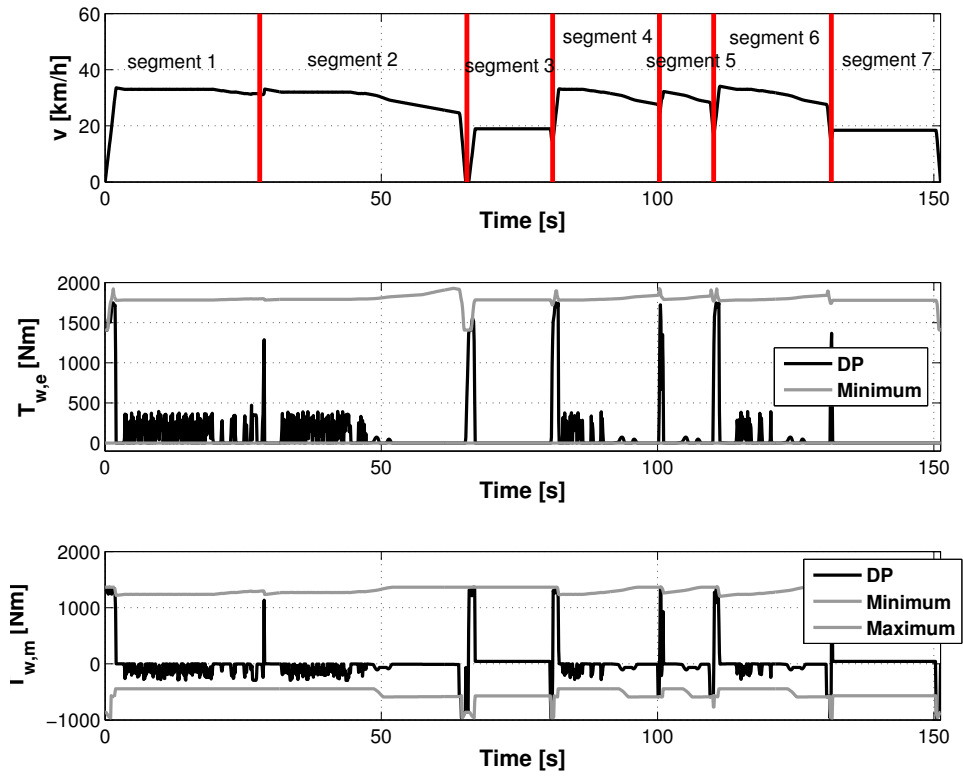 60
segment 4
segment 6
segment 1
segment 2
segment 3
segment 5
segment 7
40
20
0
v [km/h]
0
50
100
150
Time [s]
2000
1500
1000
500
0
T_{w,e} [Nm]
DP
Minimum
0
50
100
150
Time [s]
2000
1000
0
−1000
T_{w,m} [Nm]
DP
Minimum
Maximum
0
50
100
150
Time [s]